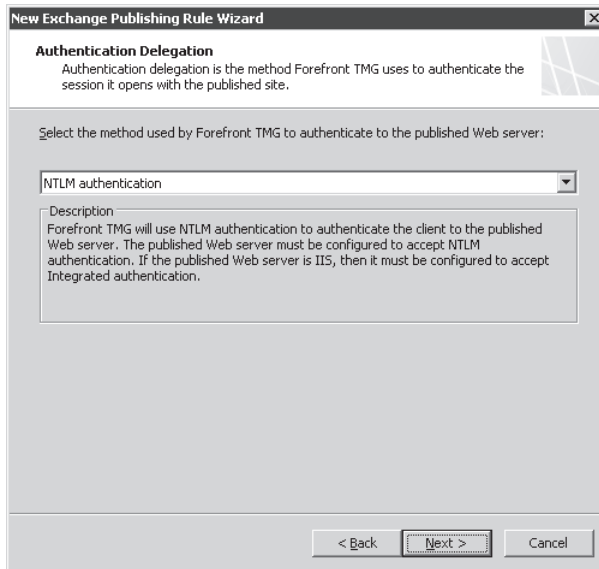 New Exchange Publishing Rule Wizard
Authentication Delegation
Authentication delegation is the method Forefront TMG uses to authenticate the
session it opens with the published site.
Select the method used by Forefront TMG to authenticate to the published Web server:
NTLM authentication
Description
Forefront TMG will use NTLM authentication to authenticate the client to the published
Web server. The published Web server must be configured to accept NTLM
authentication. If the published Web server is IIS, then it must be configured to accept
Integrated authentication.
< Back
Next >
Cancel